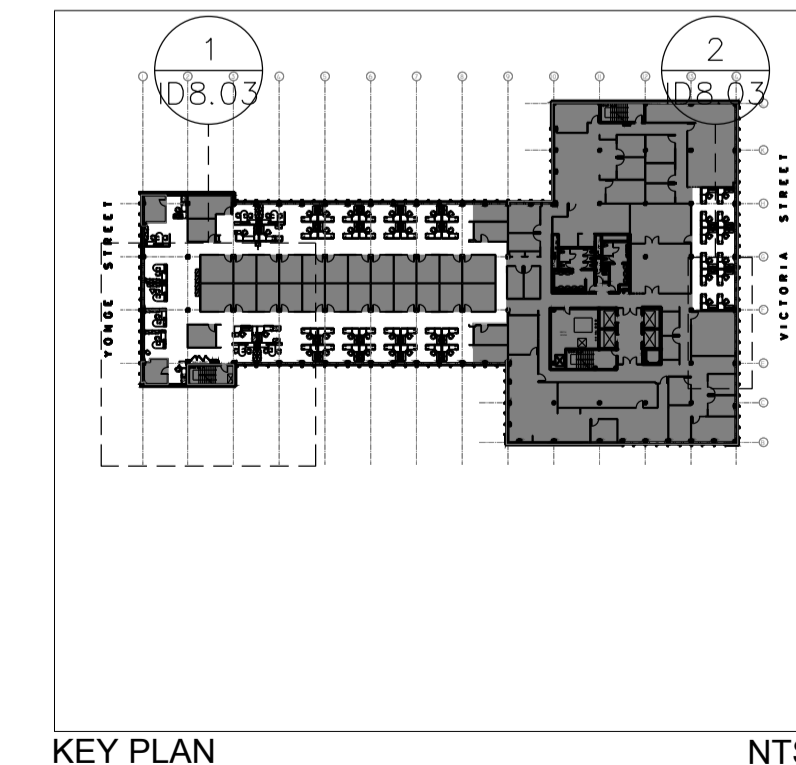 1
ID8.03
2
ID8.03
YONGE STREET
VICTORIA STREET
KEY PLAN
NTS